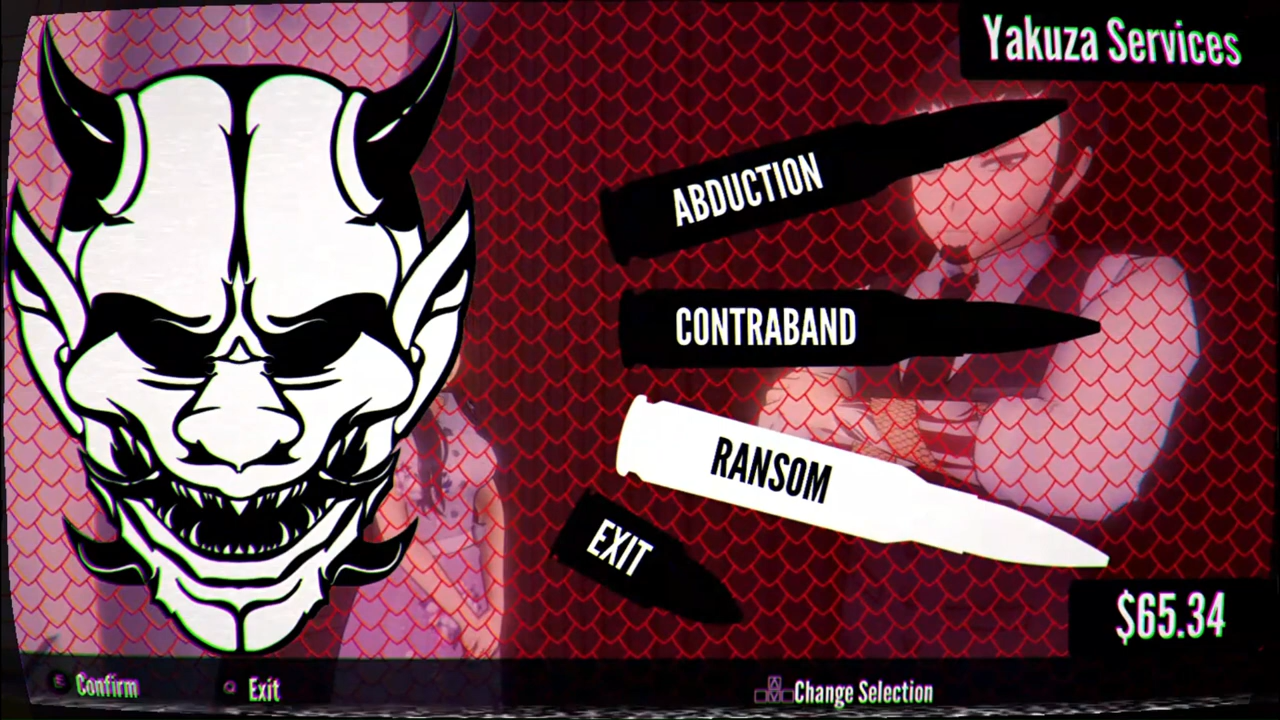 Yakuza Services
ABDUCTION
CONTRABAND
RANSOM
EXIT
$65.34
E Confirm
Q Exit
Change Selection